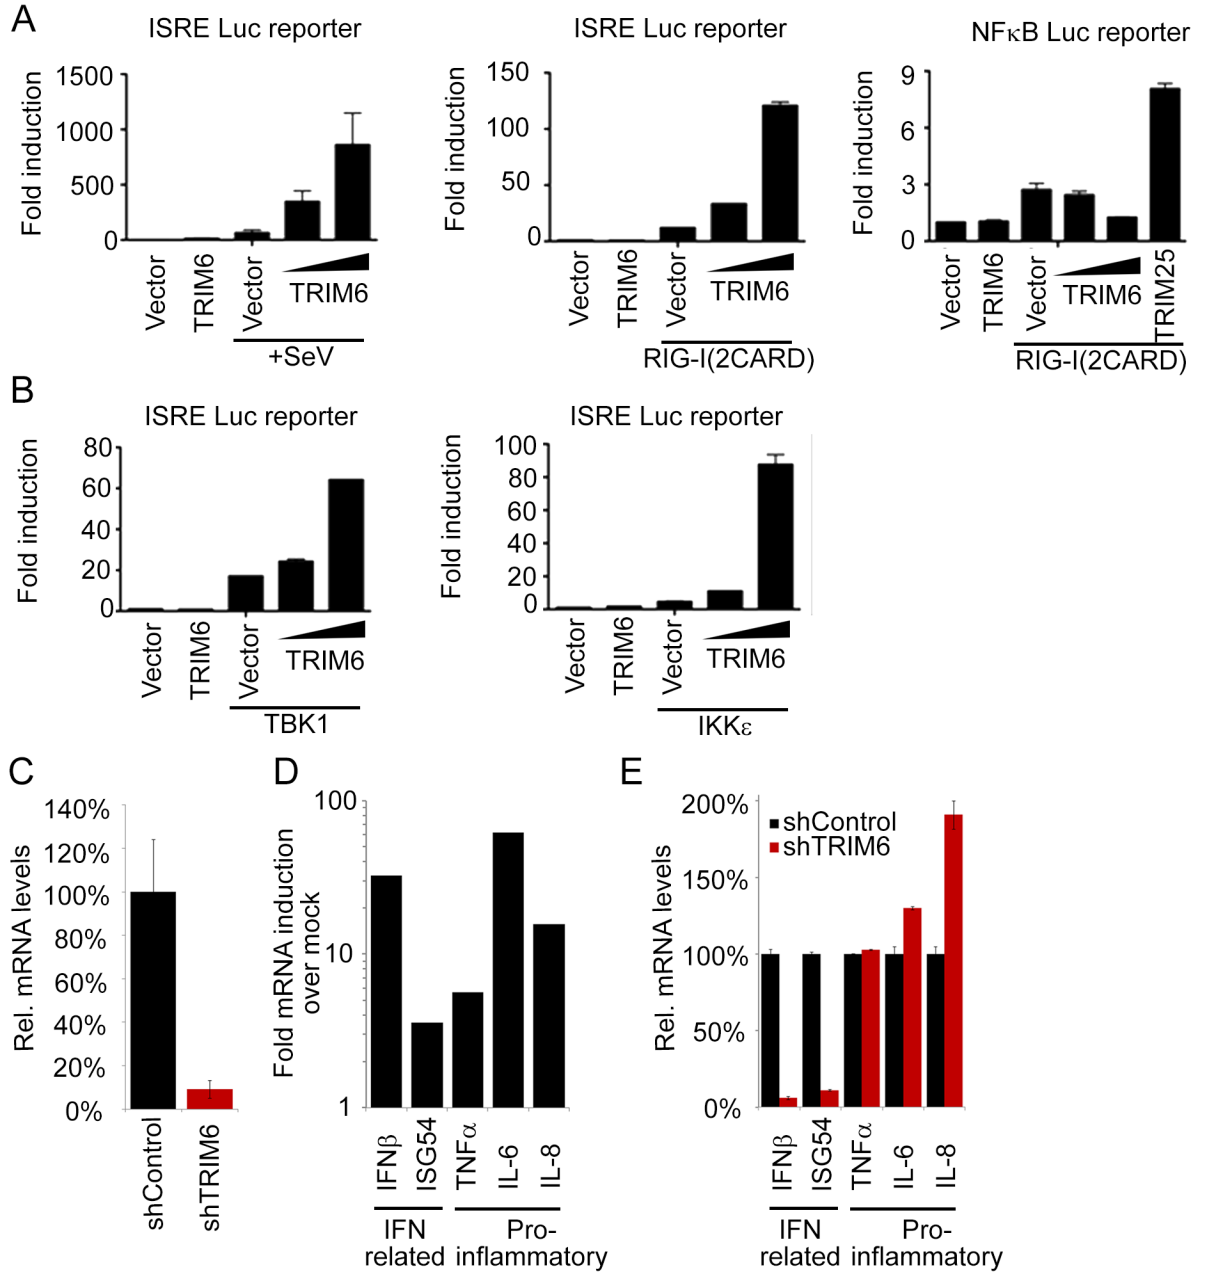 A
ISRE Luc reporter
Fold induction
1500
1000
500
0
Vector
TRIM6
Vector
TRIM6
+SeV
ISRE Luc reporter
Fold induction
150
100
50
0
Vector
TRIM6
Vector
TRIM6
RIG-I(2CARD)
NFκB Luc reporter
Fold induction
9
6
3
0
Vector
TRIM6
Vector
TRIM6
TRIM25
RIG-I(2CARD)
B
ISRE Luc reporter
Fold induction
80
60
40
20
0
Vector
TRIM6
Vector
TRIM6
TBK1
ISRE Luc reporter
Fold induction
100
80
60
40
20
0
Vector
TRIM6
Vector
TRIM6
IKKε
C
Rel. mRNA levels
140%
120%
100%
80%
60%
40%
20%
0%
shControl
shTRIM6
D
Fold mRNA induction
over mock
100
10
1
IFNβ
ISG54
TNFα
IL-6
IL-8
IFN
related
Pro-
inflammatory
E
Rel. mRNA levels
200%
150%
100%
50%
0%
shControl
shTRIM6
IFNβ
ISG54
TNFα
IL-6
IL-8
IFN
related
Pro-
inflammatory